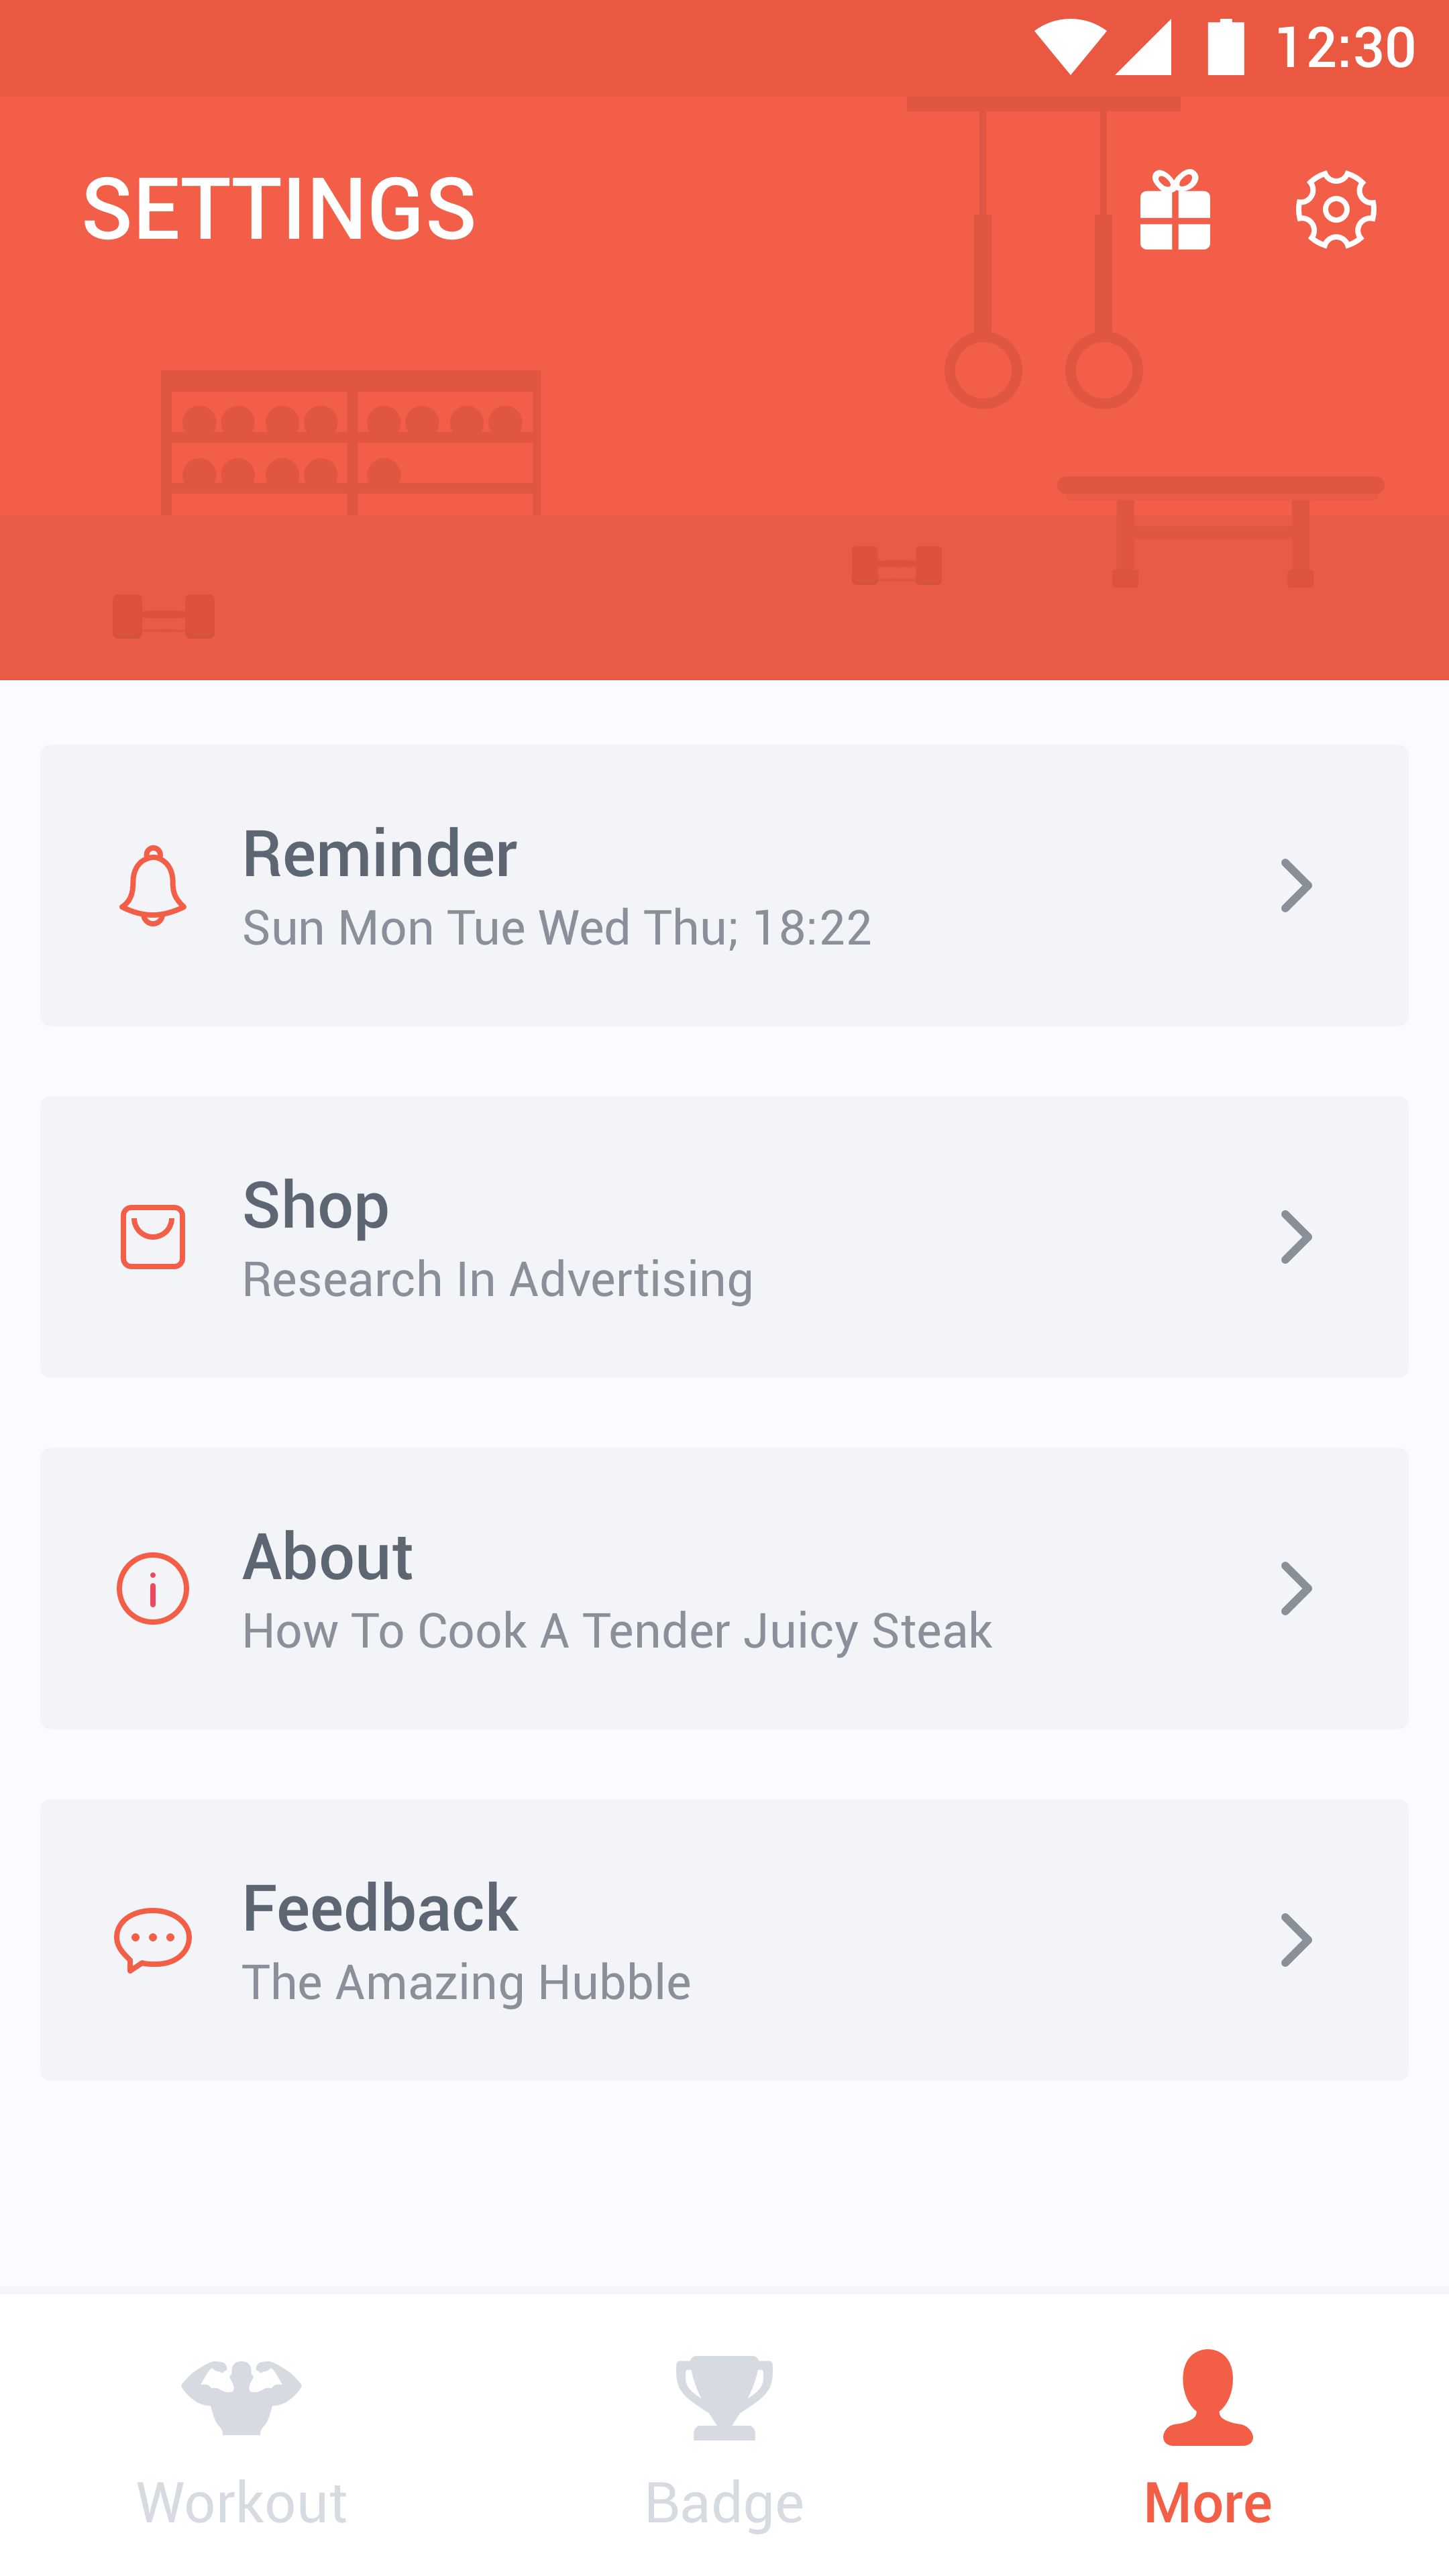 12:30
SETTINGS
Reminder
Sun Mon Tue Wed Thu; 18:22
Shop
Research In Advertising
About
How To Cook A Tender Juicy Steak
Feedback
The Amazing Hubble
Workout
Badge
More